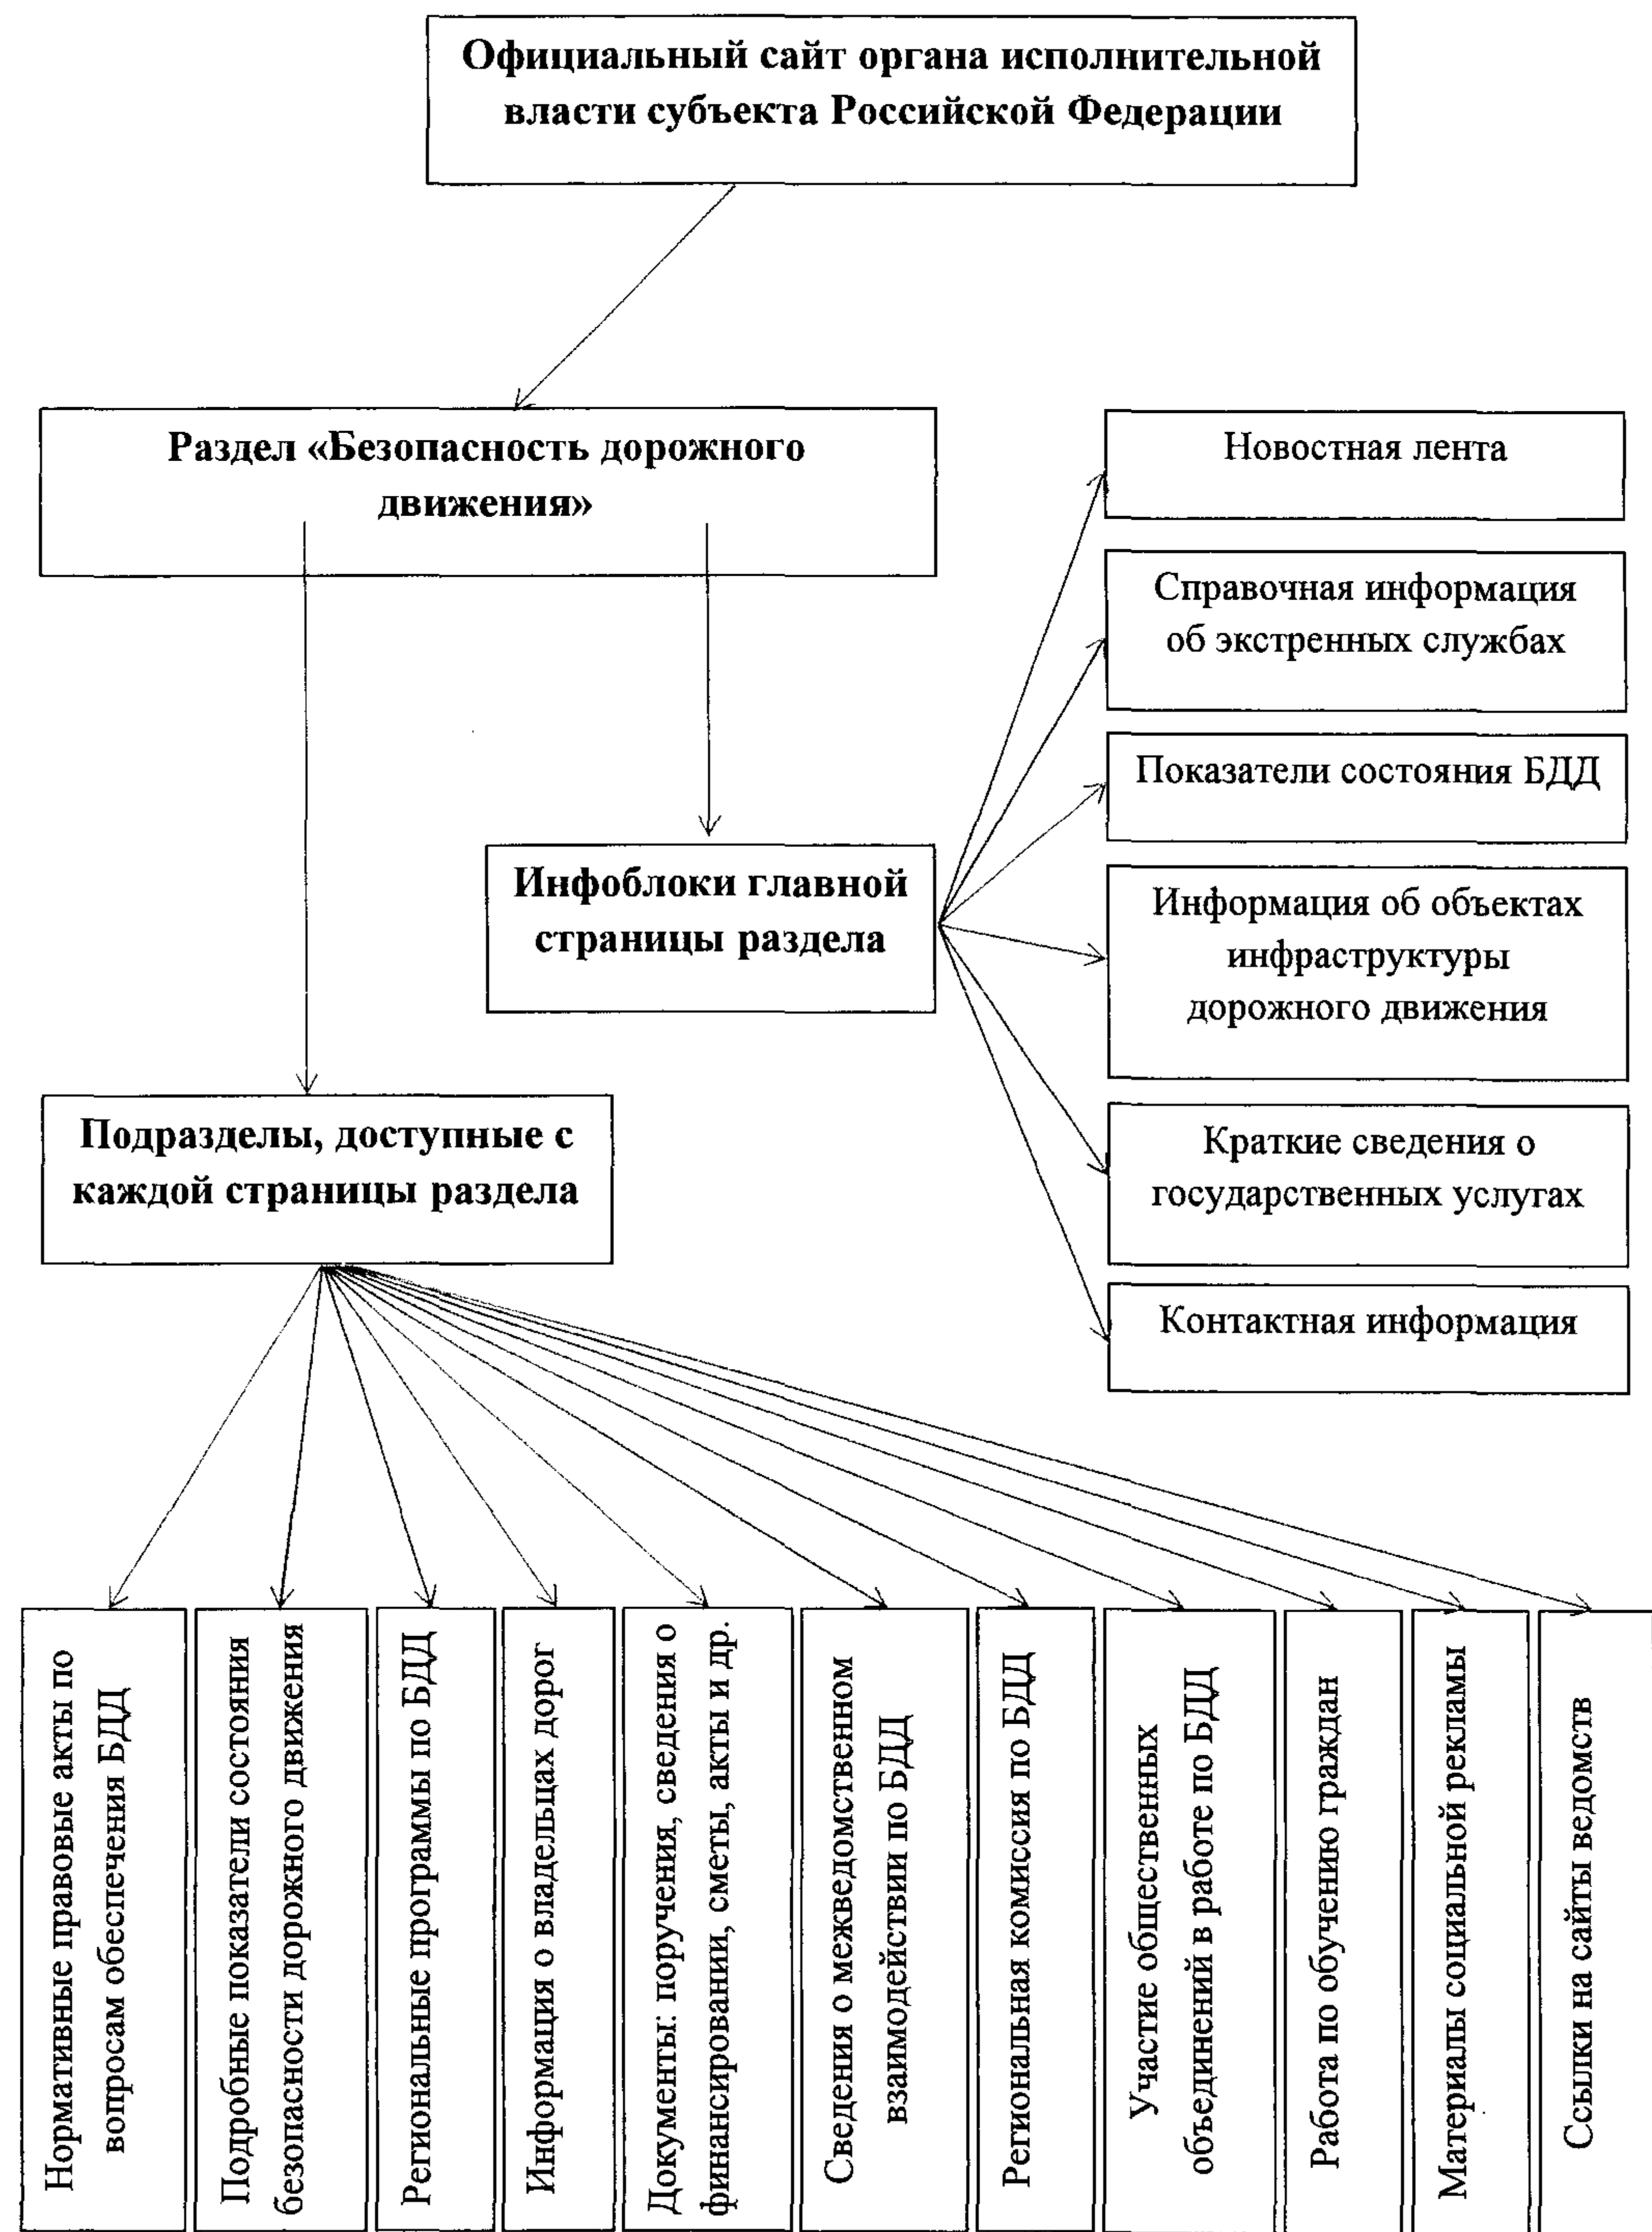 Официальный сайт органа исполнительной
власти субъекта Российской Федерации
Раздел «Безопасность дорожного
движения»
Новостная лента
Справочная информация
об экстренных службах
Показатели состояния БДД
Инфоблоки главной
страницы раздела
Информация об объектах
инфраструктуры
дорожного движения
Подразделы, доступные с
каждой страницы раздела
Краткие сведения о
государственных услугах
Контактная информация
Нормативные правовые акты по
вопросам обеспечения БДД
Подробные показатели состояния
безопасности дорожного движения
Региональные программы по БДД
Информация о владельцах дорог
Документы: поручения, сведения о
финансировании, сметы, акты и др.
Сведения о межведомственном
взаимодействии по БДД
Региональная комиссия по БДД
Участие общественных
объединений в работе по БДД
Работа по обучению граждан
Материалы социальной рекламы
Ссылки на сайты ведомств